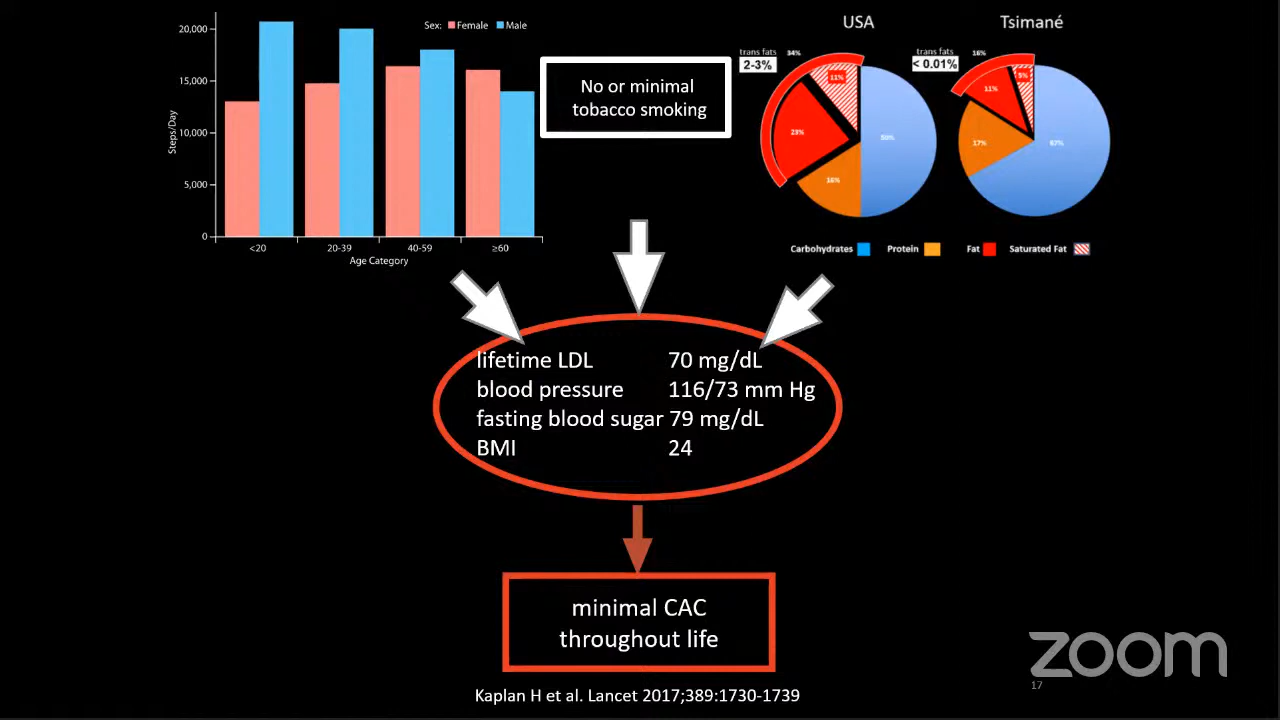 20,000
15,000
10,000
5,000
0
Steps/Day
Sex: Female Male
<20 20-39 40-59 ≥60
Age Category
No or minimal
tobacco smoking
USA
trans fats 34%
2-3%
11%
23%
16%
50%
Tsimané
trans fats 16%
< 0.01%
5%
11%
17%
67%
Carbohydrates Protein Fat Saturated Fat
lifetime LDL 70 mg/dL
blood pressure 116/73 mm Hg
fasting blood sugar 79 mg/dL
BMI 24
minimal CAC
throughout life
Kaplan H et al. Lancet 2017;389:1730-1739
zoom
17